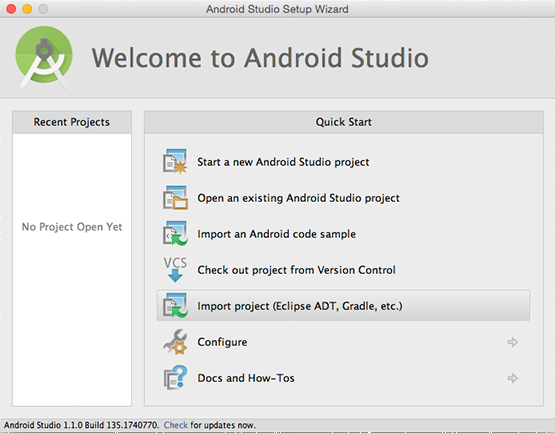 Android Studio Setup Wizard
Welcome to Android Studio
Recent Projects
No Project Open Yet
Quick Start
Start a new Android Studio project
Open an existing Android Studio project
Import an Android code sample
VCS
Check out project from Version Control
Import project (Eclipse ADT, Gradle, etc.)
Configure
Docs and How-Tos
Android Studio 1.1.0 Build 135.1740770. Check for updates now.